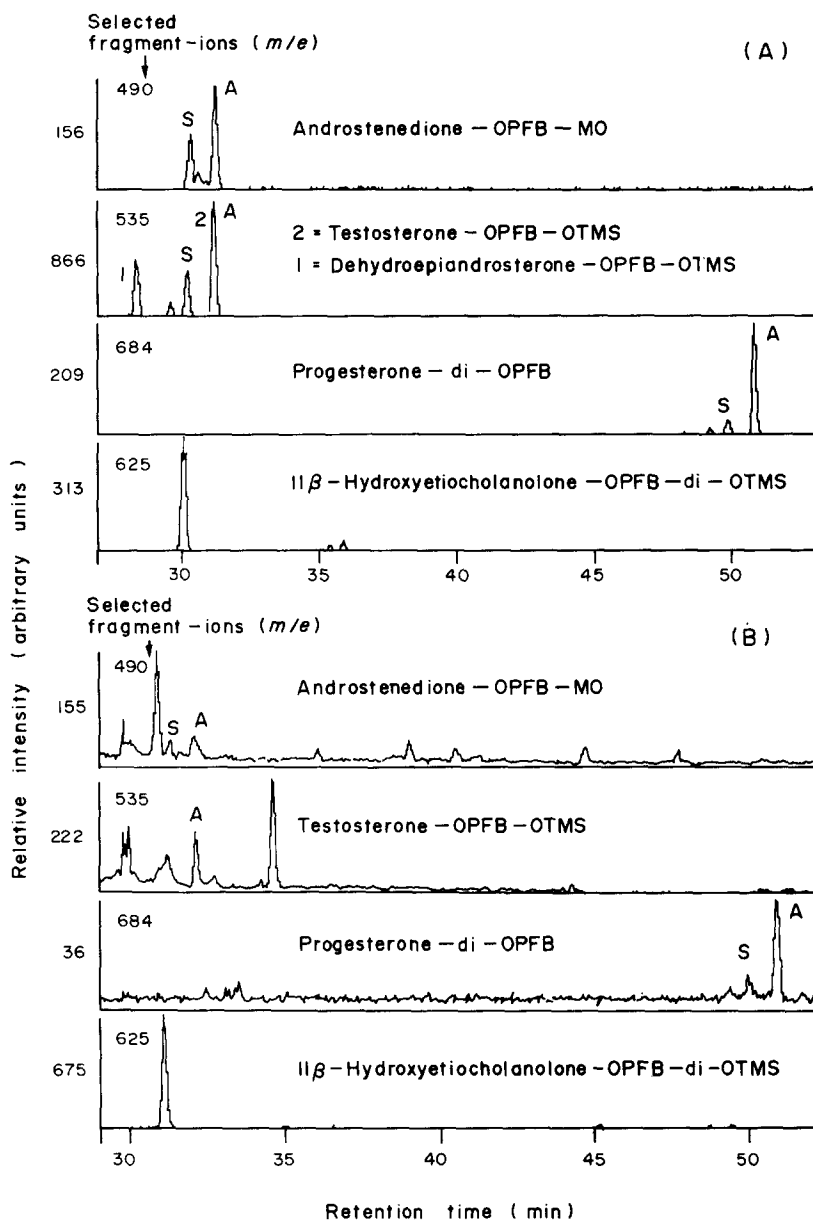 Selected
fragment-ions (m/e)
(A)
490
S
A
156
Androstenedione-OPFB-MO
535
2
A
S
1
866
2 = Testosterone-OPFB-OTMS
1 = Dehydroepiandrosterone-OPFB-OTMS
684
A
209
Progesterone-di-OPFB
S
625
313
11β-Hydroxyetiocholanolone-OPFB-di-OTMS
30 35 40 45 50
Selected
fragment-ions (m/e)
(B)
490
155
S
A
Androstenedione-OPFB-MO
535
222
A
Testosterone-OPFB-OTMS
684
A
36
Progesterone-di-OPFB
S
625
675
11β-Hydroxyetiocholanolone-OPFB-di-OTMS
30 35 40 45 50
Relative intensity (arbitrary units)
Retention time (min)